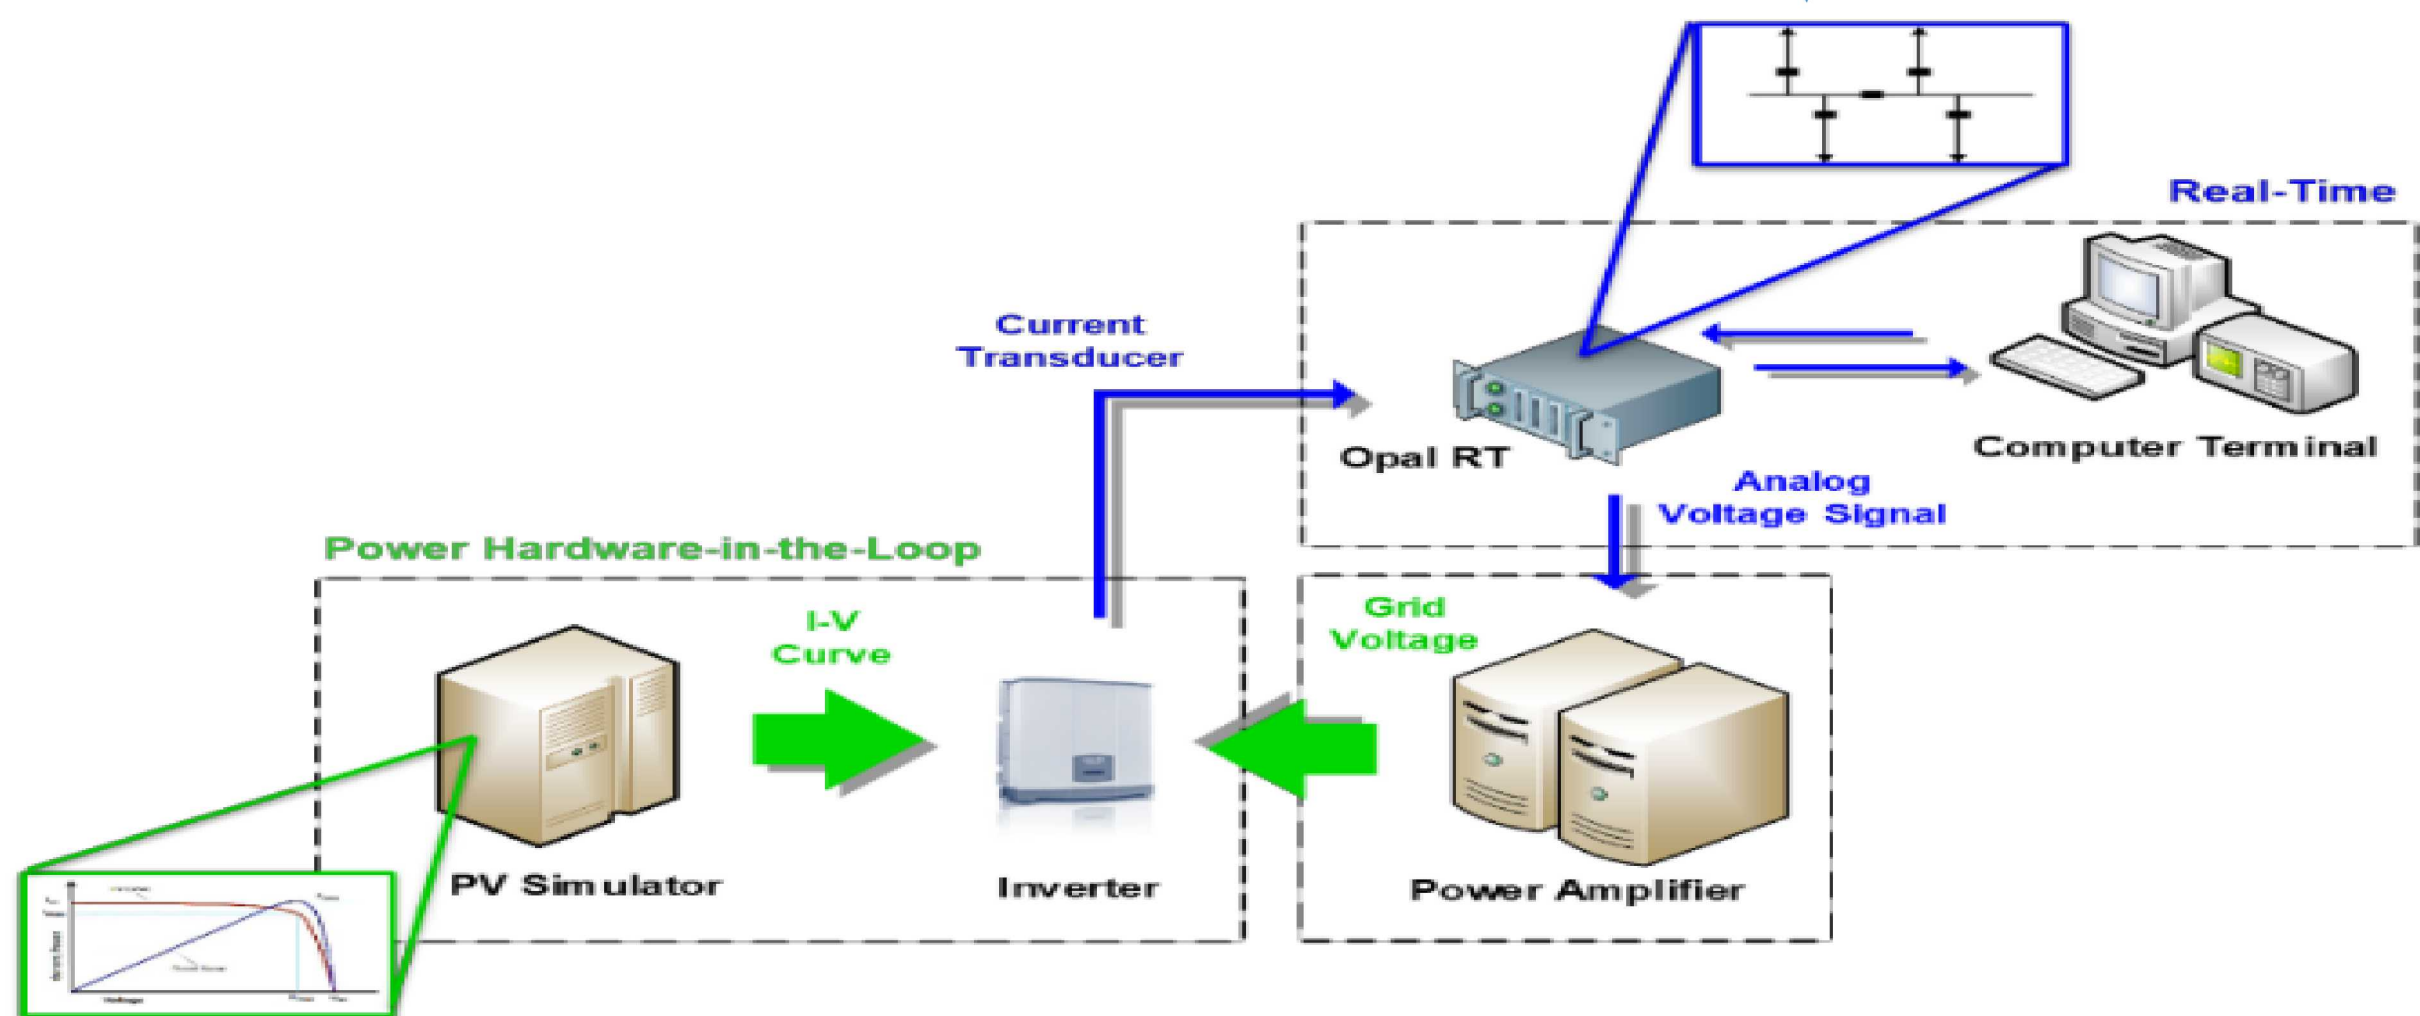 Real-Time
Current
Transducer
Opal RT
Computer Terminal
Analog
Voltage Signal
Power Hardware-in-the-Loop
I-V
Curve
Grid
Voltage
PV Simulator
Inverter
Power Amplifier
Voltage